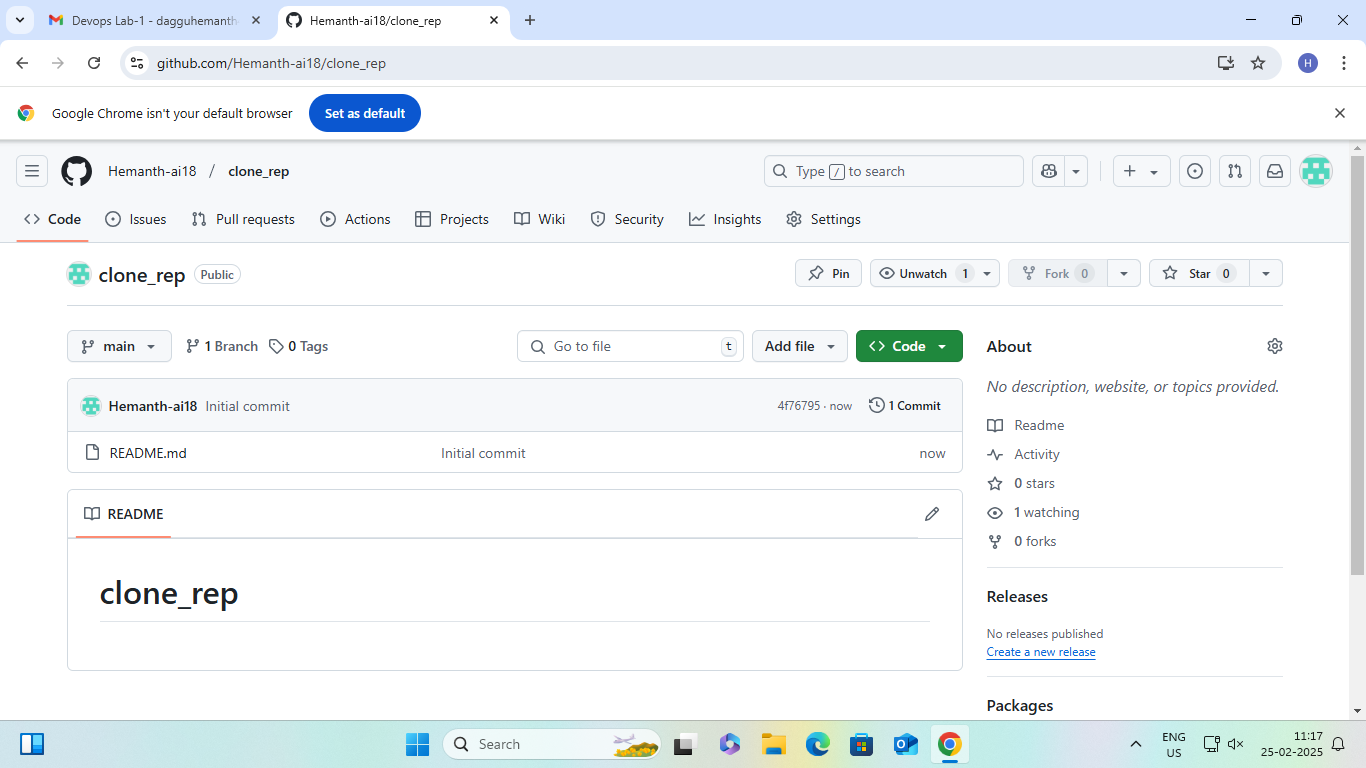 Devops Lab-1 - dagguhemanth
Hemanth-ai18/clone_rep
github.com/Hemanth-ai18/clone_rep
H
Google Chrome isn't your default browser
Set as default
Hemanth-ai18 / clone_rep
Type / to search
Code
Issues
Pull requests
Actions
Projects
Wiki
Security
Insights
Settings
clone_rep
Public
Pin
Unwatch 1
Fork 0
Star 0
main
1 Branch
0 Tags
Go to file
t
Add file
Code
Hemanth-ai18 Initial commit
4f76795 · now
1 Commit
README.md
Initial commit
now
README
clone_rep
About
No description, website, or topics provided.
Readme
Activity
0 stars
1 watching
0 forks
Releases
No releases published
Create a new release
Packages
Search
ENG
US
11:17
25-02-2025